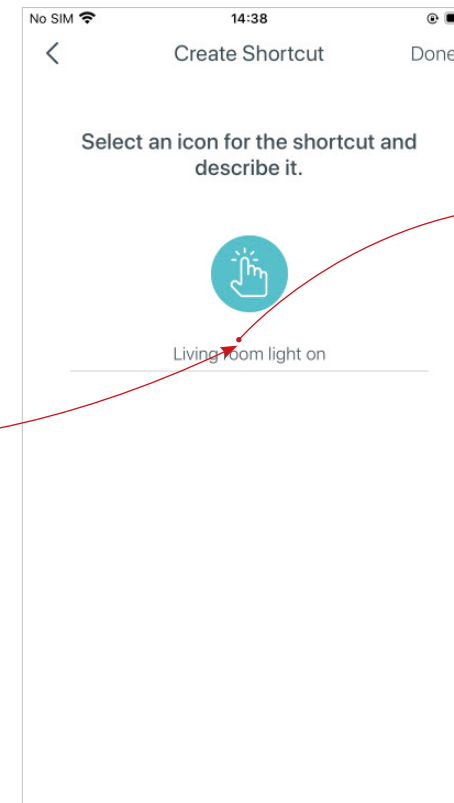 No SIM 14:38
Create Shortcut Done
Select an icon for the shortcut and
describe it.
Living room light on